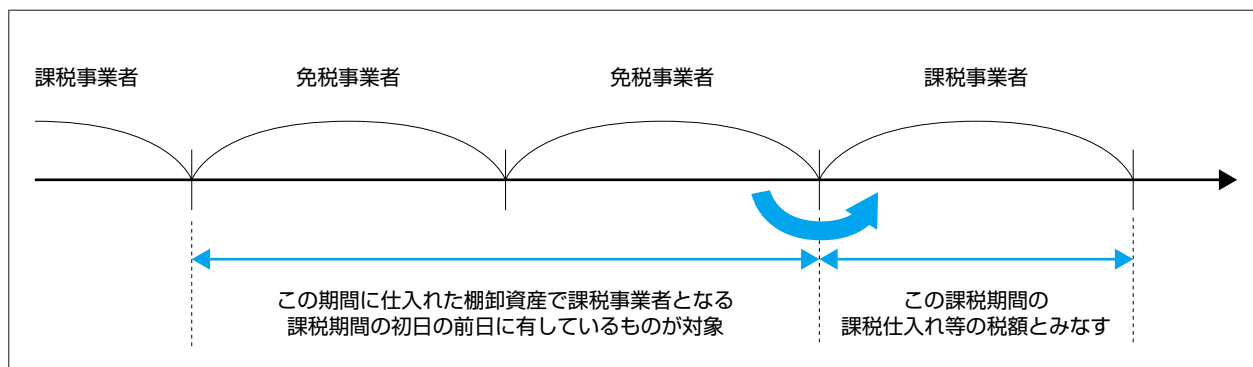 課税事業者
免税事業者
免税事業者
課税事業者
この期間に仕入れた棚卸資産で課税事業者となる
課税期間の初日の前日に有しているものが対象
この課税期間の
課税仕入れ等の税額とみなす